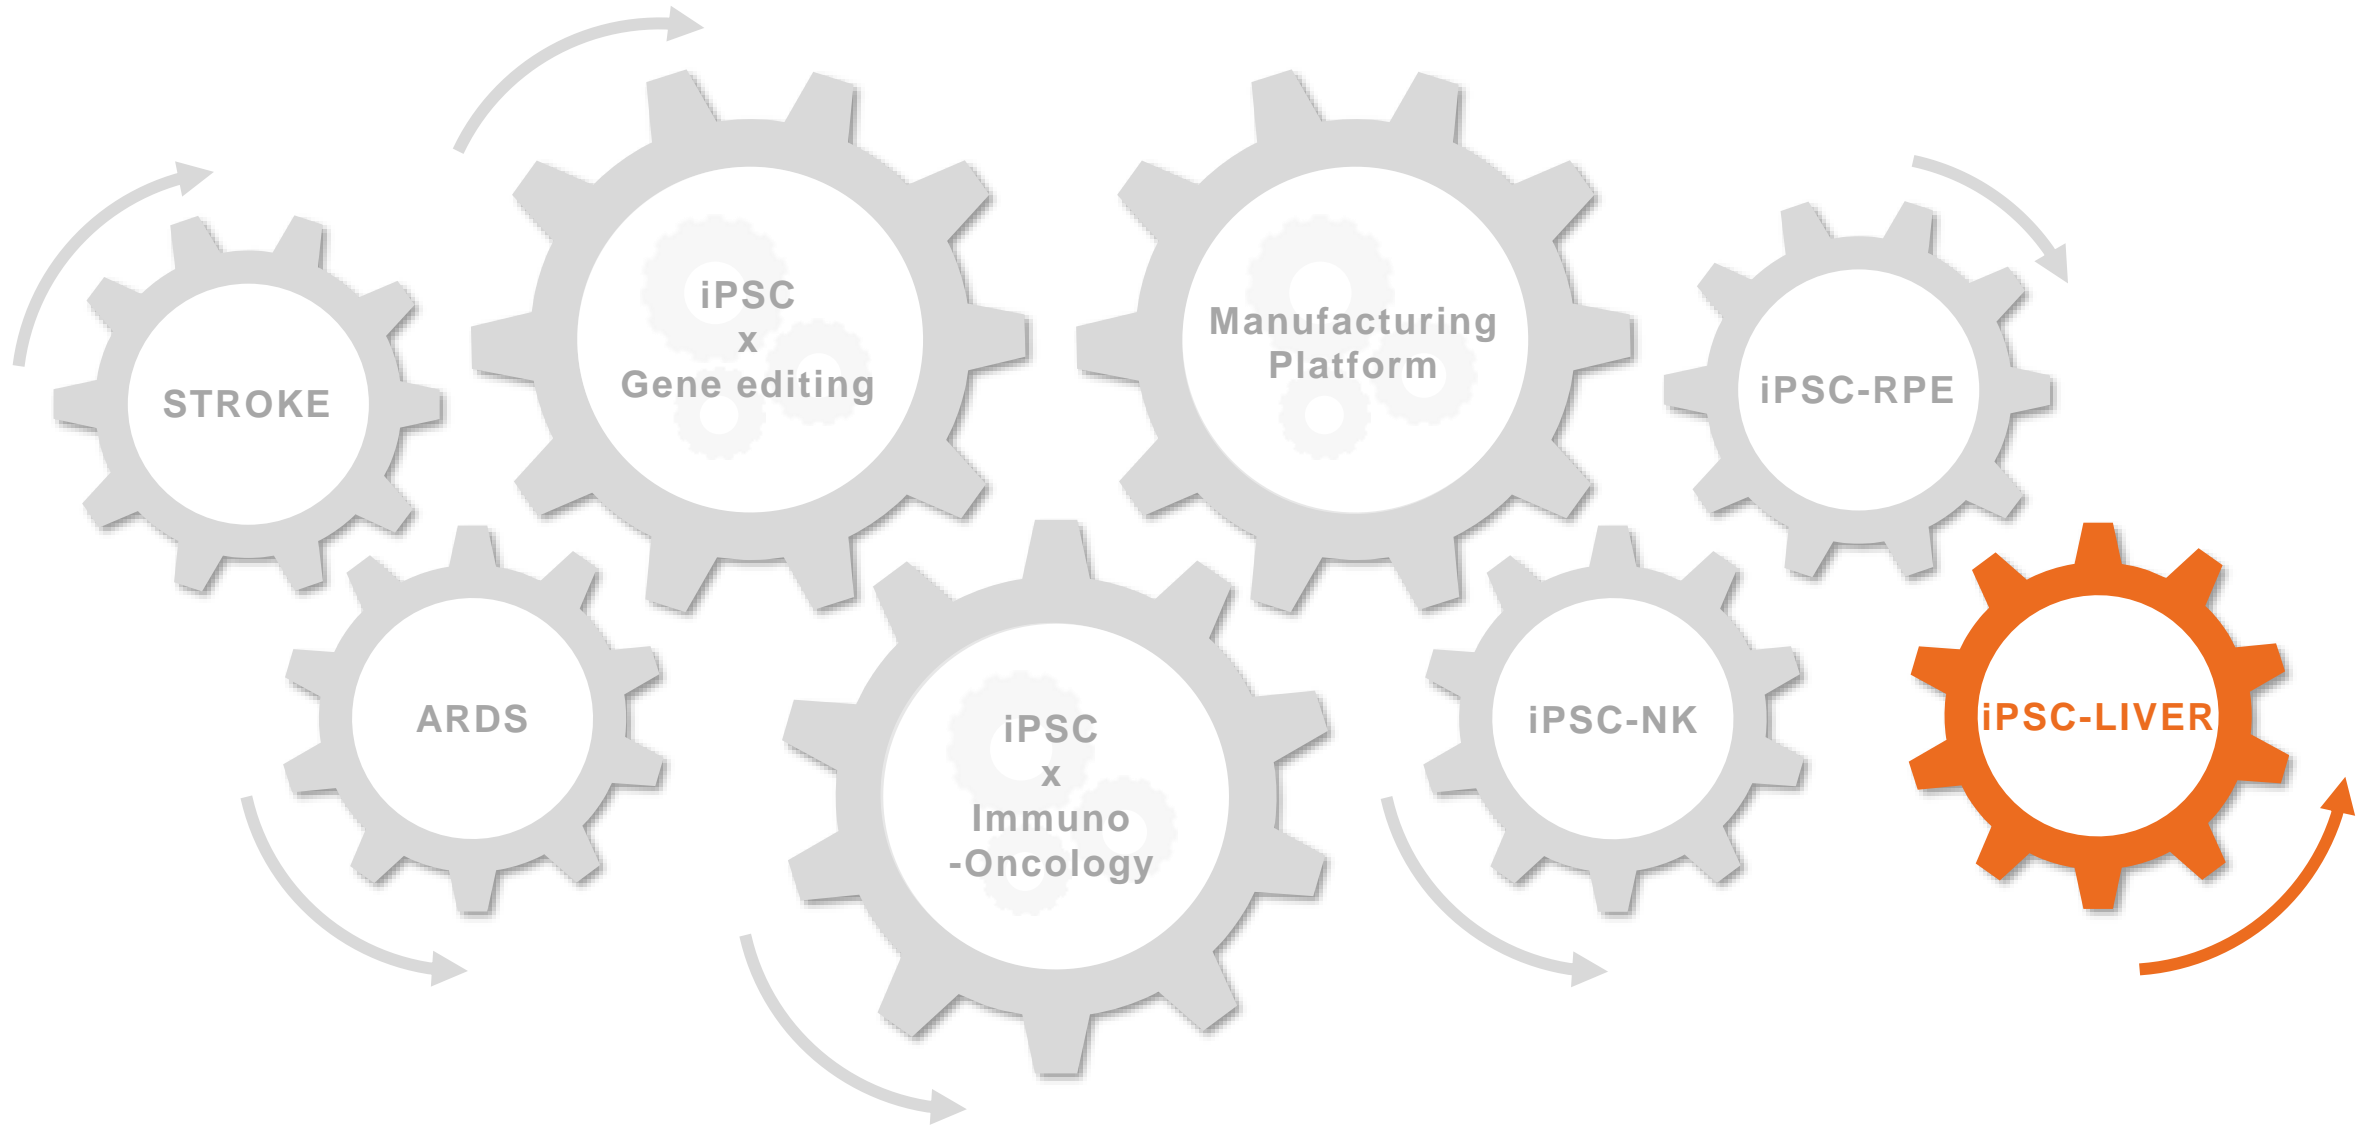 STROKE
iPSC
x
Gene editing
Manufacturing
Platform
iPSC-RPE
ARDS
iPSC
x
Immuno
-Oncology
iPSC-NK
iPSC-LIVER